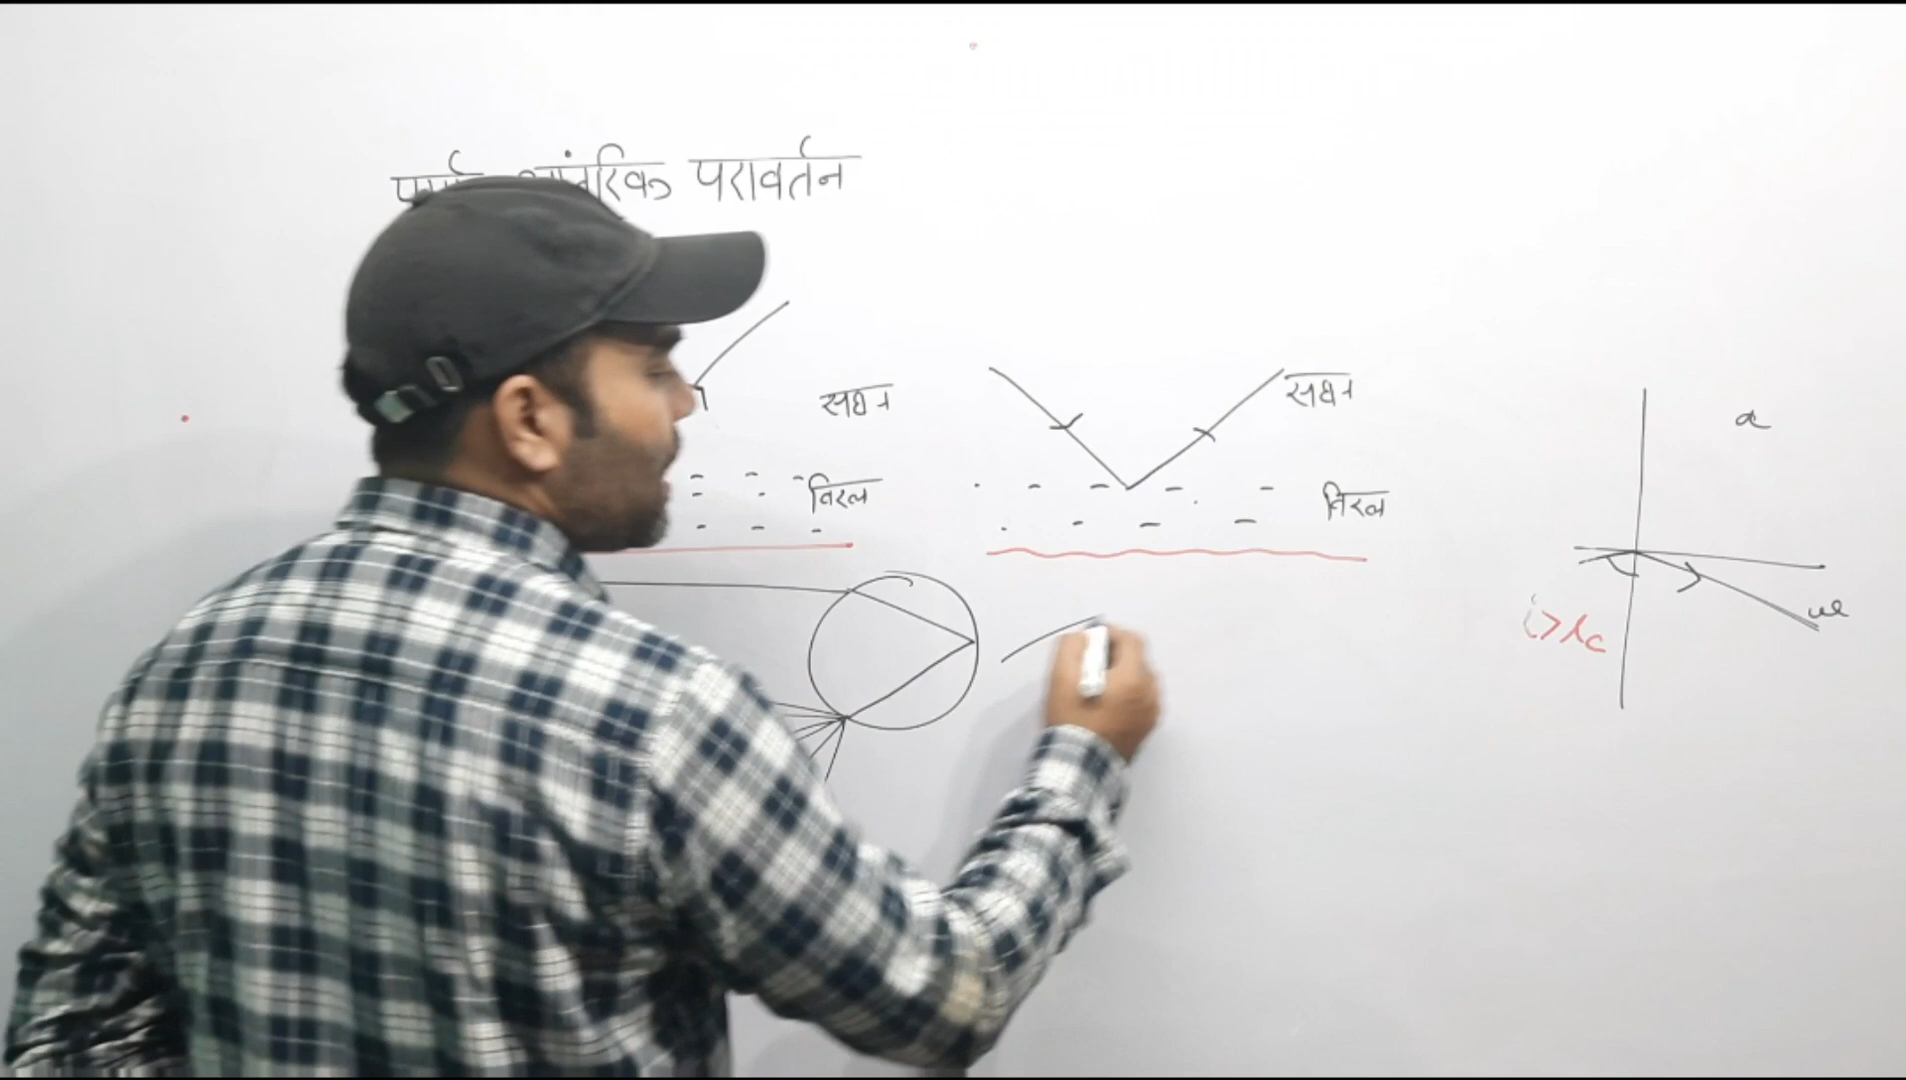 आंतरिक परावर्तन
सघन
सघन
विरल
विरल
a
i>ic
w